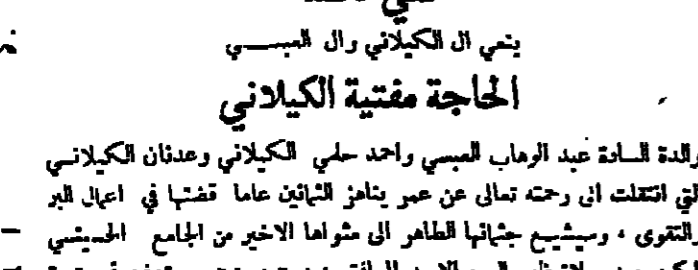 ينعي ال الكيلاني وال العبسي
الحاجة مفتية الكيلاني
والدة السادة عبد الوهاب العبسي واحمد حلمي الكيلاني وعدنان الكيلاني
التي انتقلت الى رحمته تعالى عن عمر يناهز الثمانين عاما قضتها في اعمال البر
والتقوى ، وسيشيع جثمانها الطاهر الى مثواها الاخير من الجامع الحسيني